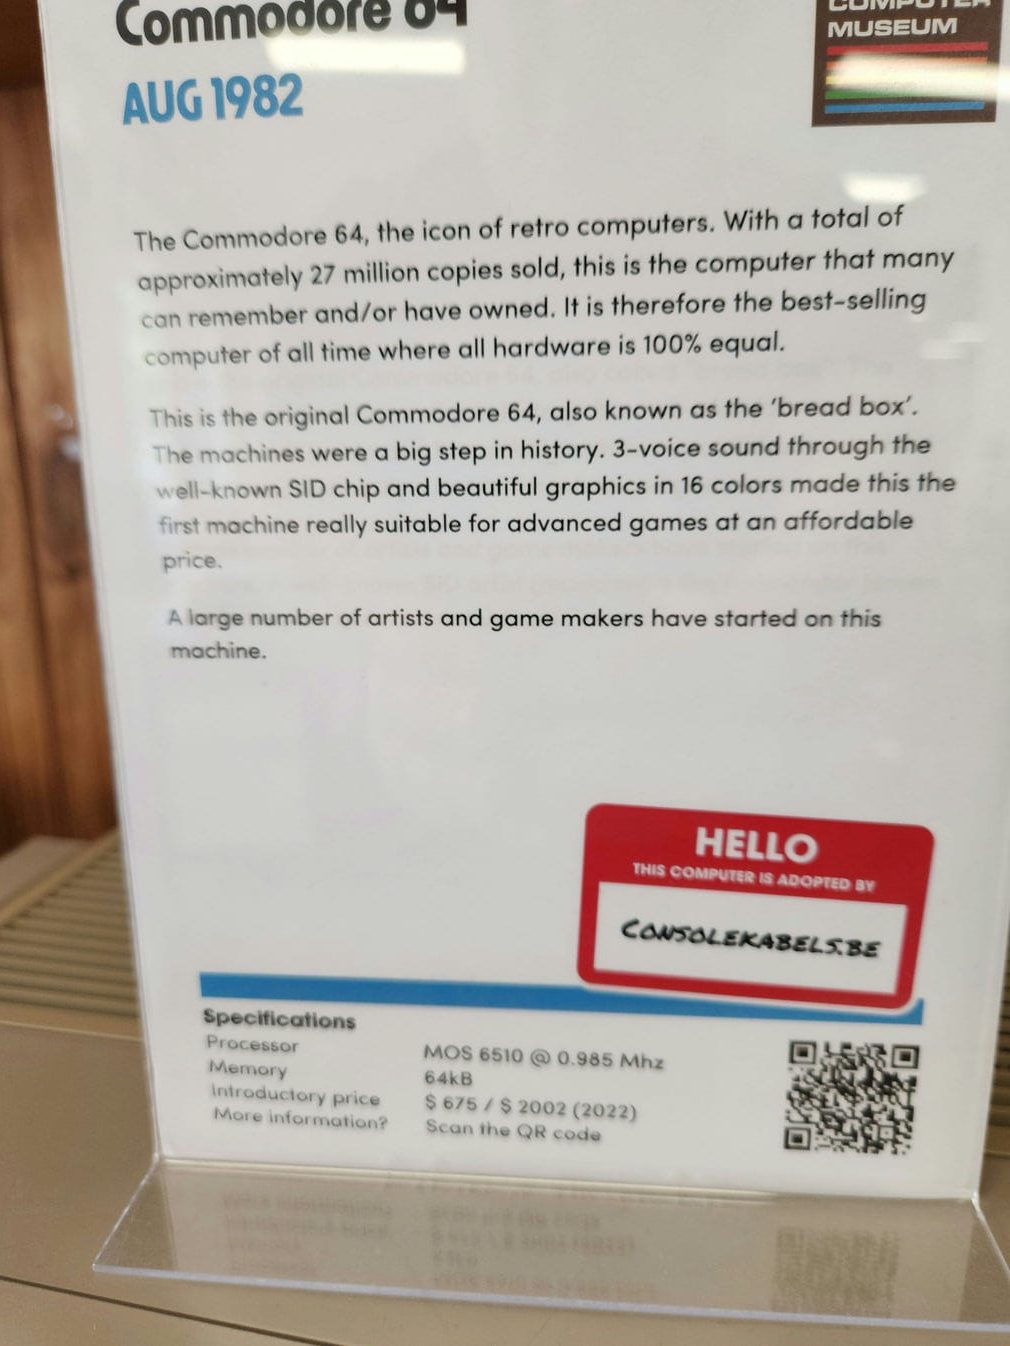 Commodore 64
COMPUTER
MUSEUM
AUG 1982
The Commodore 64, the icon of retro computers. With a total of
approximately 27 million copies sold, this is the computer that many
can remember and/or have owned. It is therefore the best-selling
computer of all time where all hardware is 100% equal.
This is the original Commodore 64, also known as the ‘bread box’.
The machines were a big step in history. 3-voice sound through the
well-known SID chip and beautiful graphics in 16 colors made this the
first machine really suitable for advanced games at an affordable
price.
A large number of artists and game makers have started on this
machine.
HELLO
THIS COMPUTER IS ADOPTED BY
CONSOLEKABELS.BE
Specifications
Processor MOS 6510 @ 0.985 Mhz
Memory 64kB
Introductory price $ 675 / $ 2002 (2022)
More information? Scan the QR code